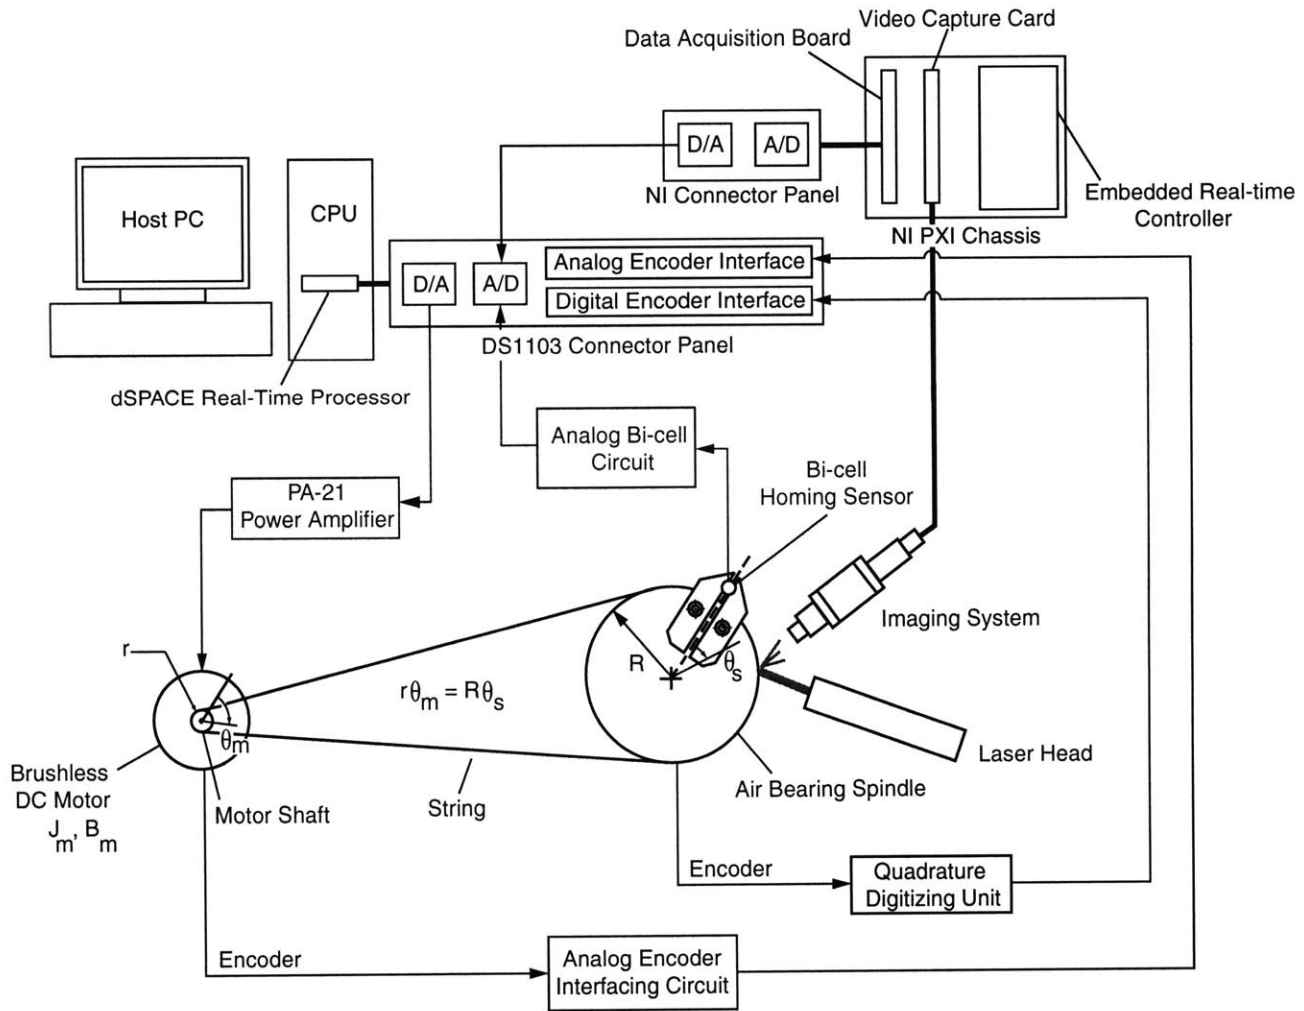 Video Capture Card
Data Acquisition Board
D/A
A/D
NI Connector Panel
Embedded Real-time
Controller
NI PXI Chassis
Host PC
CPU
D/A
A/D
Analog Encoder Interface
Digital Encoder Interface
DS1103 Connector Panel
dSPACE Real-Time Processor
Analog Bi-cell
Circuit
Bi-cell
Homing Sensor
PA-21
Power Amplifier
Imaging System
r
R
θs
rθm = Rθs
θm
Laser Head
Brushless
DC Motor
Jm, Bm
Motor Shaft
String
Air Bearing Spindle
Encoder
Quadrature
Digitizing Unit
Encoder
Analog Encoder
Interfacing Circuit